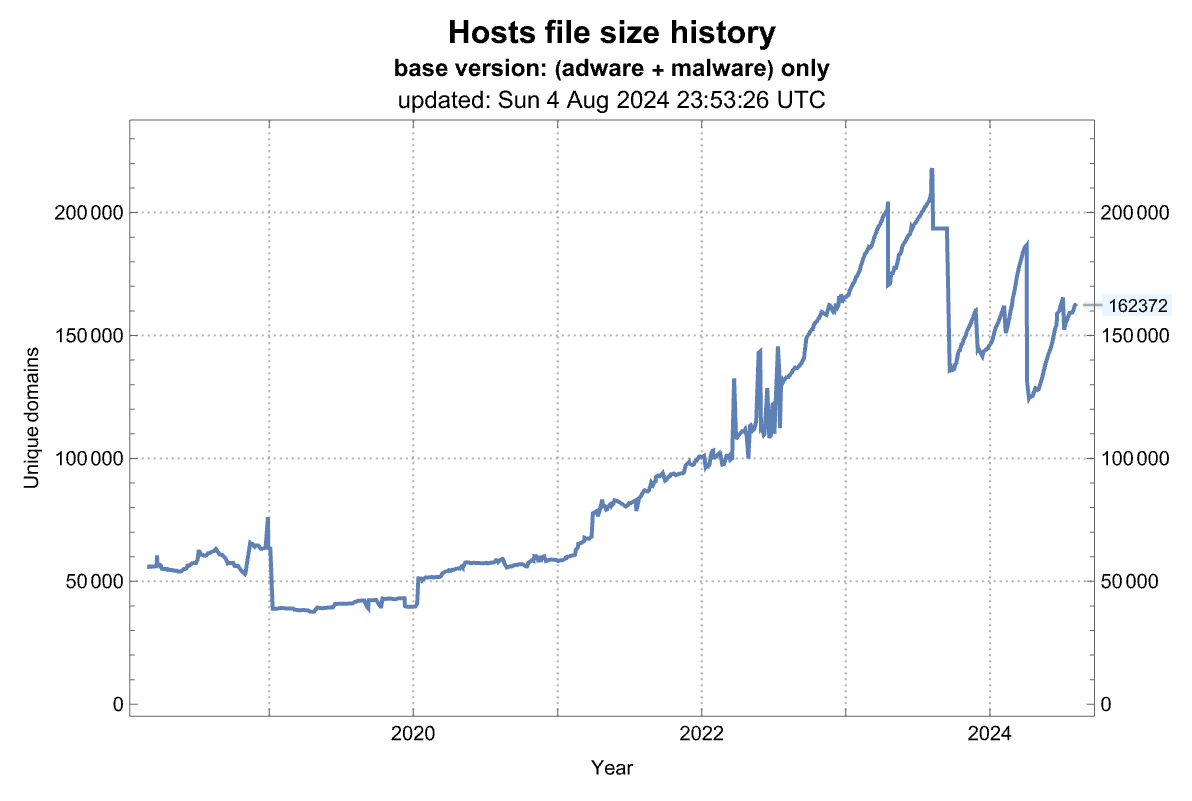 Hosts file size history
base version: (adware + malware) only
updated: Sun 4 Aug 2024 23:53:26 UTC
200 000
200 000
162372
150 000
150 000
Unique domains
100 000
100 000
50 000
50 000
0
0
2020
2022
2024
Year